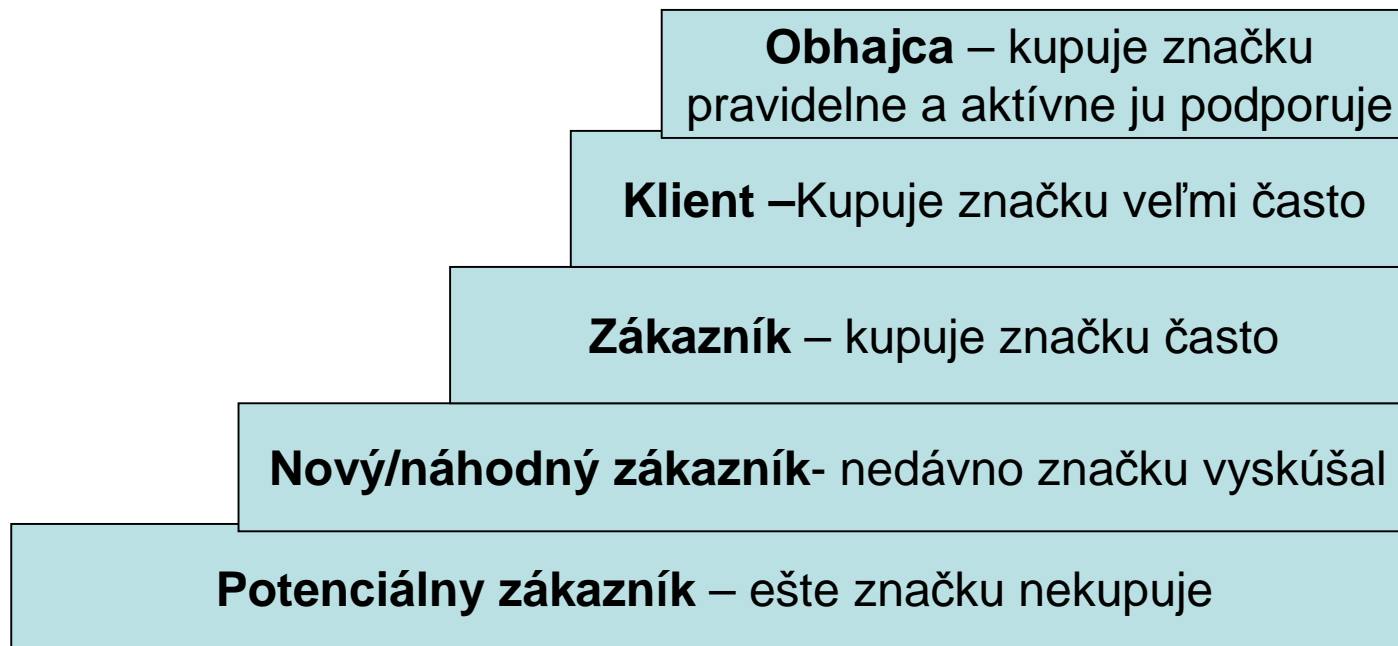 Obhajca – kupuje značku
pravidelne a aktívne ju podporuje
Klient –Kupuje značku veľmi často
Zákazník – kupuje značku často
Nový/náhodný zákazník- nedávno značku vyskúšal
Potenciálny zákazník – ešte značku nekupuje